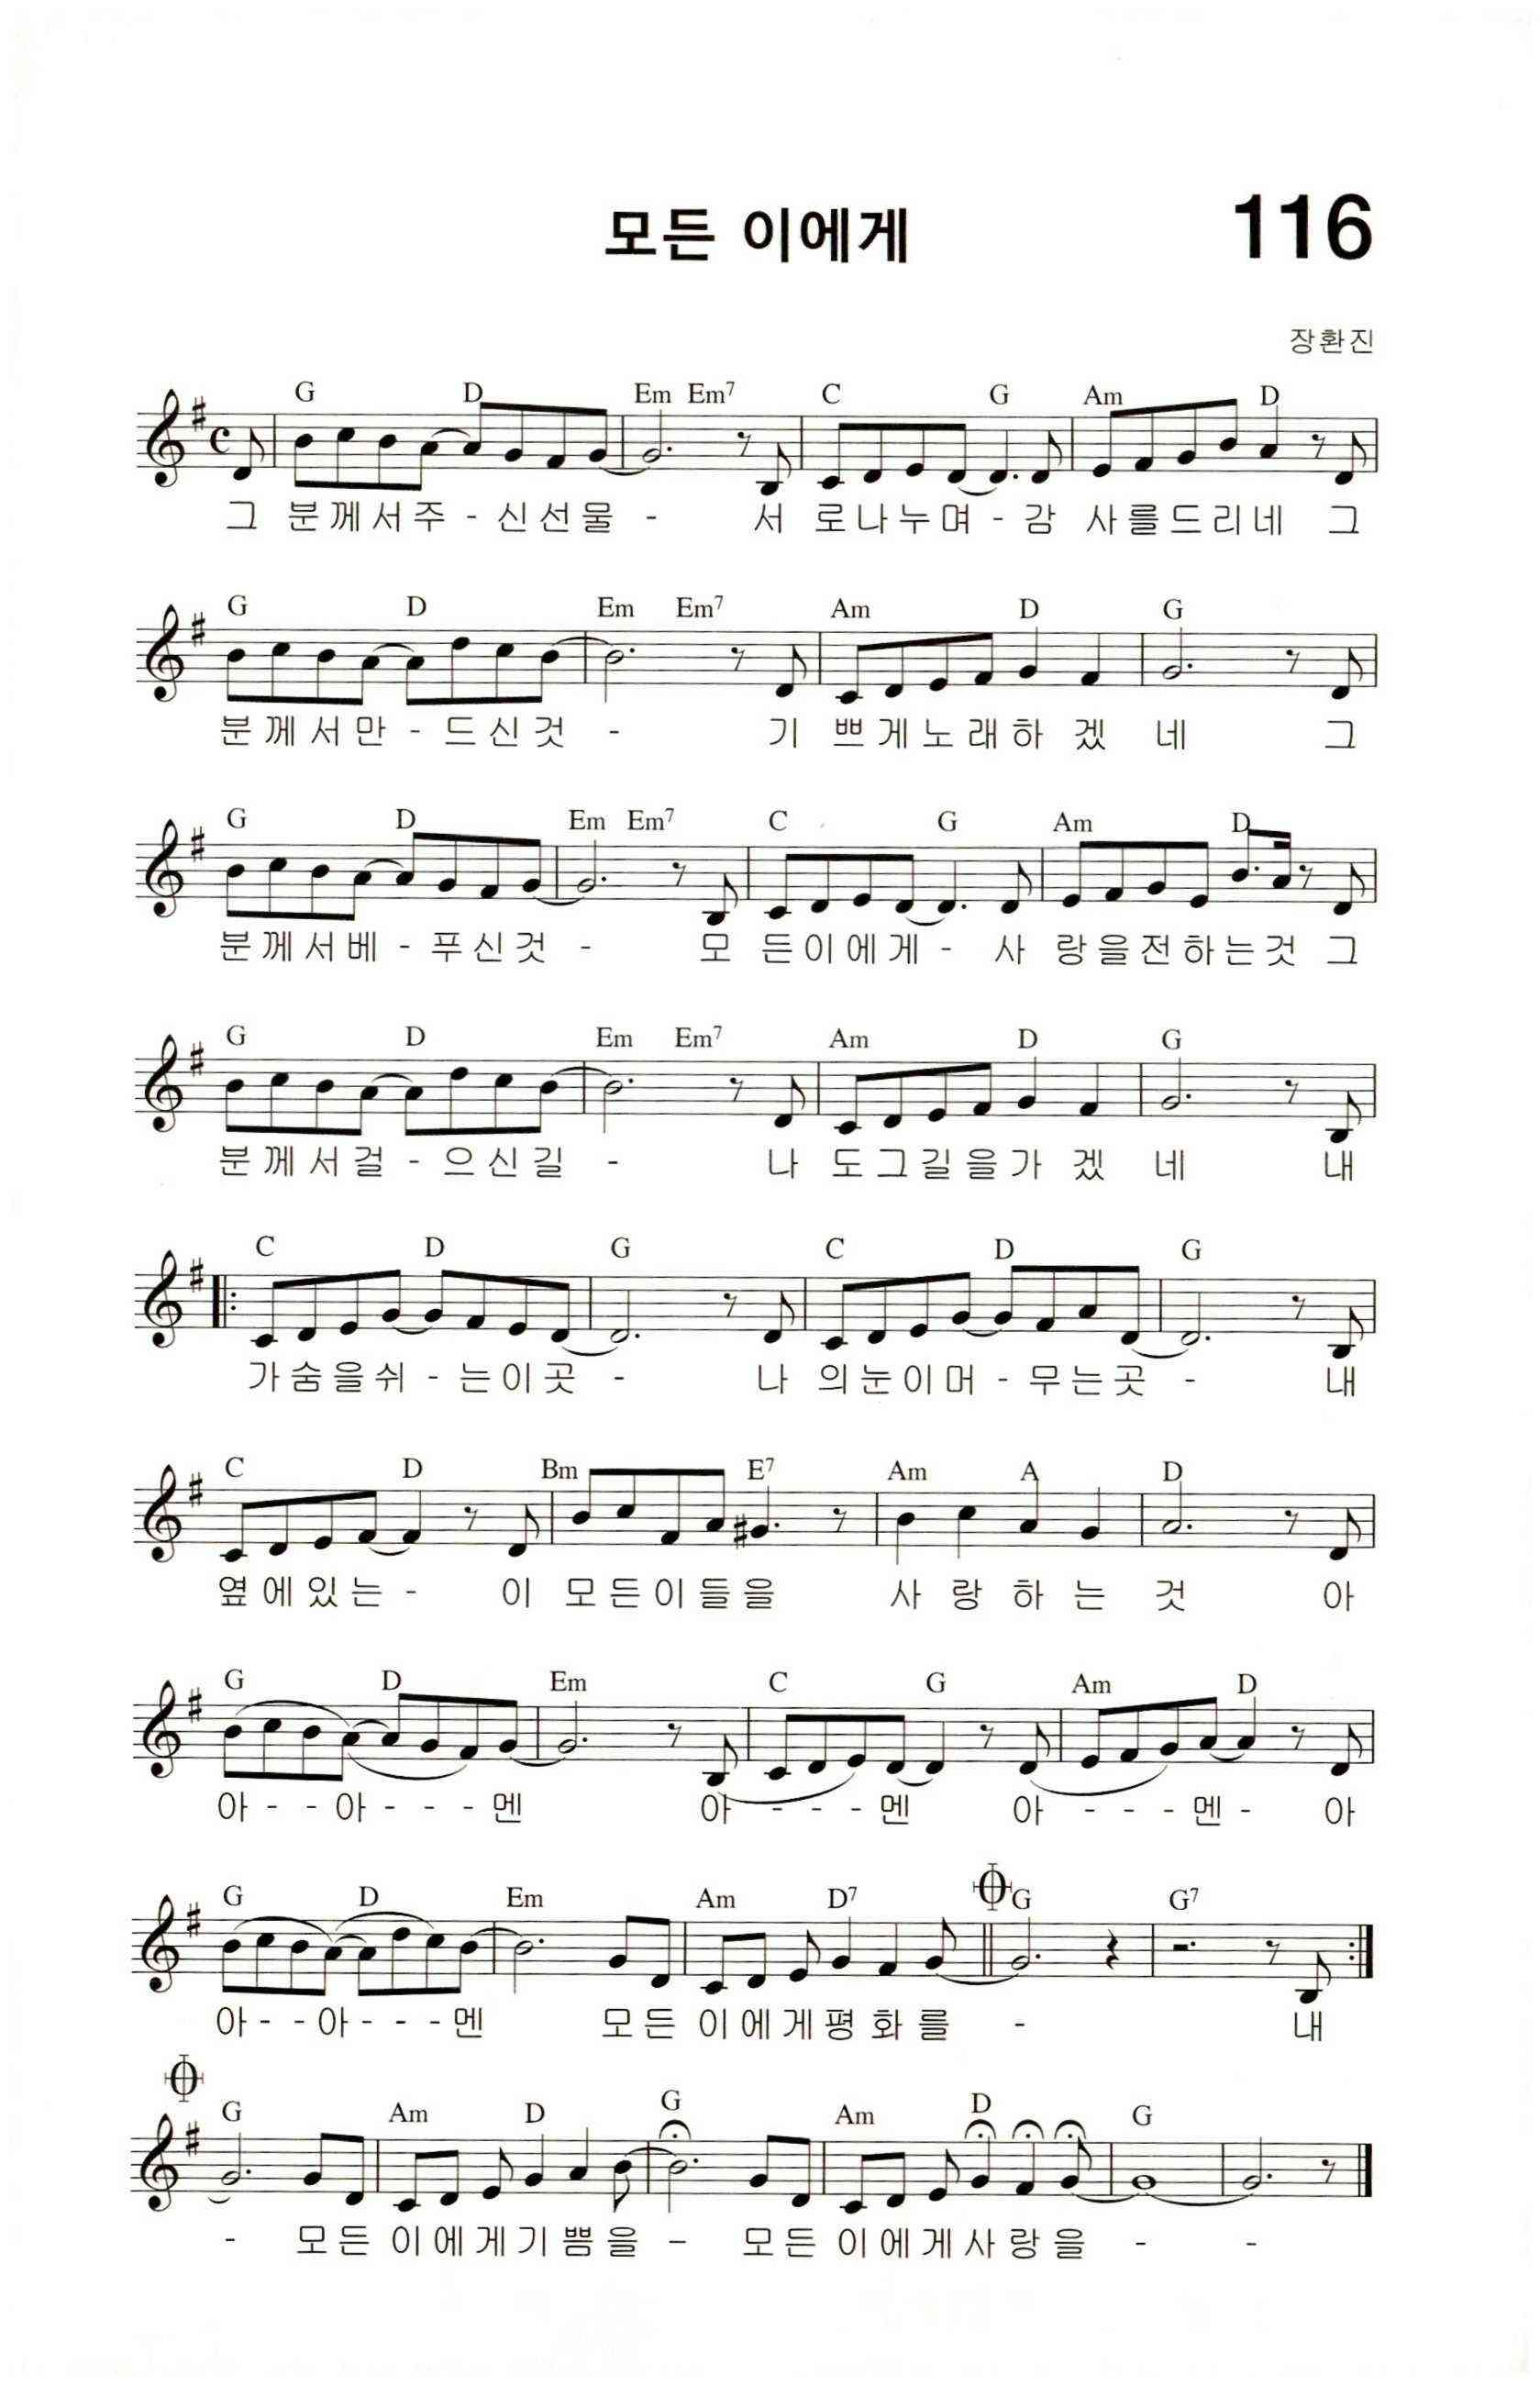 모든 이에게 116
장환진
G D Em Em7 C G Am D
그 분께서주-신선물 - 서 로나누며-감 사를드리네 그
G D Em Em7 Am D G
분께서만-드신것 - 기 쁘게노래하 겠 네 그
G D Em Em7 C G Am D
분께서베-푸신것 - 모 든이에게- 사 랑을전하는것 그
G D Em Em7 Am D G
분께서걸-으신길 - 나 도그길을가 겠 네 내
C D G C D G
가숨을쉬-는이곳 - 나 의눈이머-무는곳 - 내
C D Bm E7 Am A D
옆에있는- 이 모든이들을 사 랑 하 는 것 아
G D Em C G Am D
아--아---멘 아---멘 아---멘- 아
G D Em Am D7 G G7
아--아---멘 모든 이에게평화를 - 내
G Am D G Am D G
- 모든 이에게기쁨을 - 모든 이에게사랑을 - -